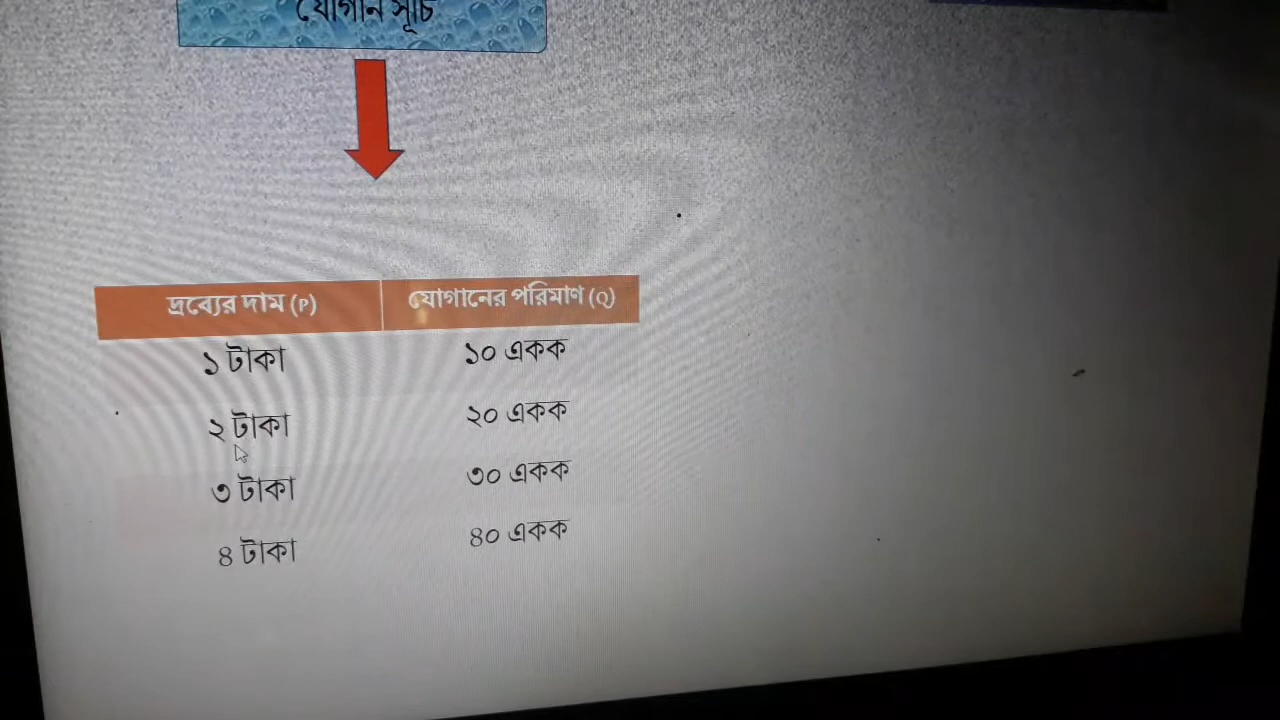 যোগান সূচি
দ্রব্যের দাম (P) যোগানের পরিমাণ (Q)
১ টাকা ১০ একক
২ টাকা ২০ একক
৩ টাকা ৩০ একক
৪ টাকা ৪০ একক